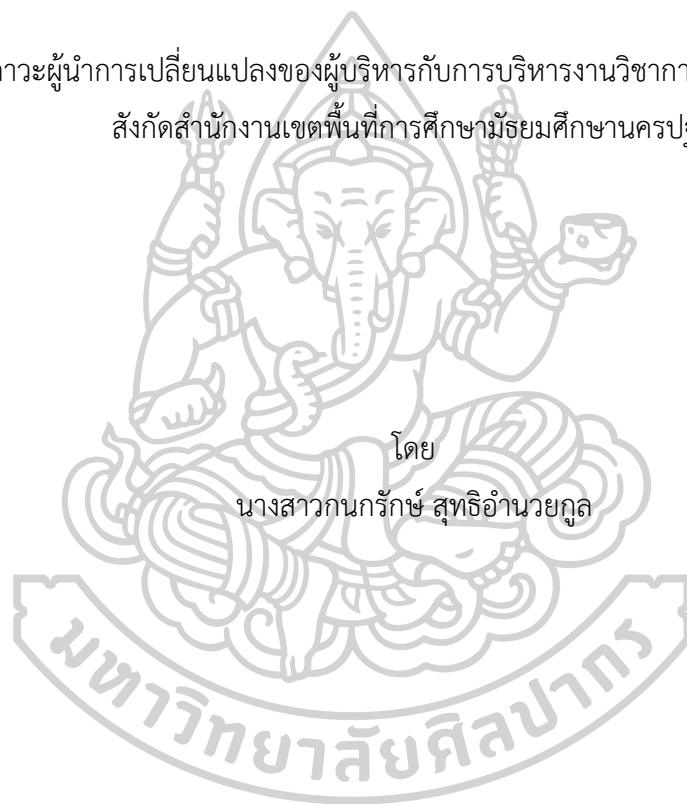 ภาวะผู้นำการเปลี่ยนแปลงของผู้บริหารกับการบริหารงานวิชาการ
สังกัดสำนักงานเขตพื้นที่การศึกษามัธยมศึกษานครปฐม
โดย
นางสาวกนกรักษ์ สุทธิอำนวยกูล
มหาวิทยาลัยศิลปากร